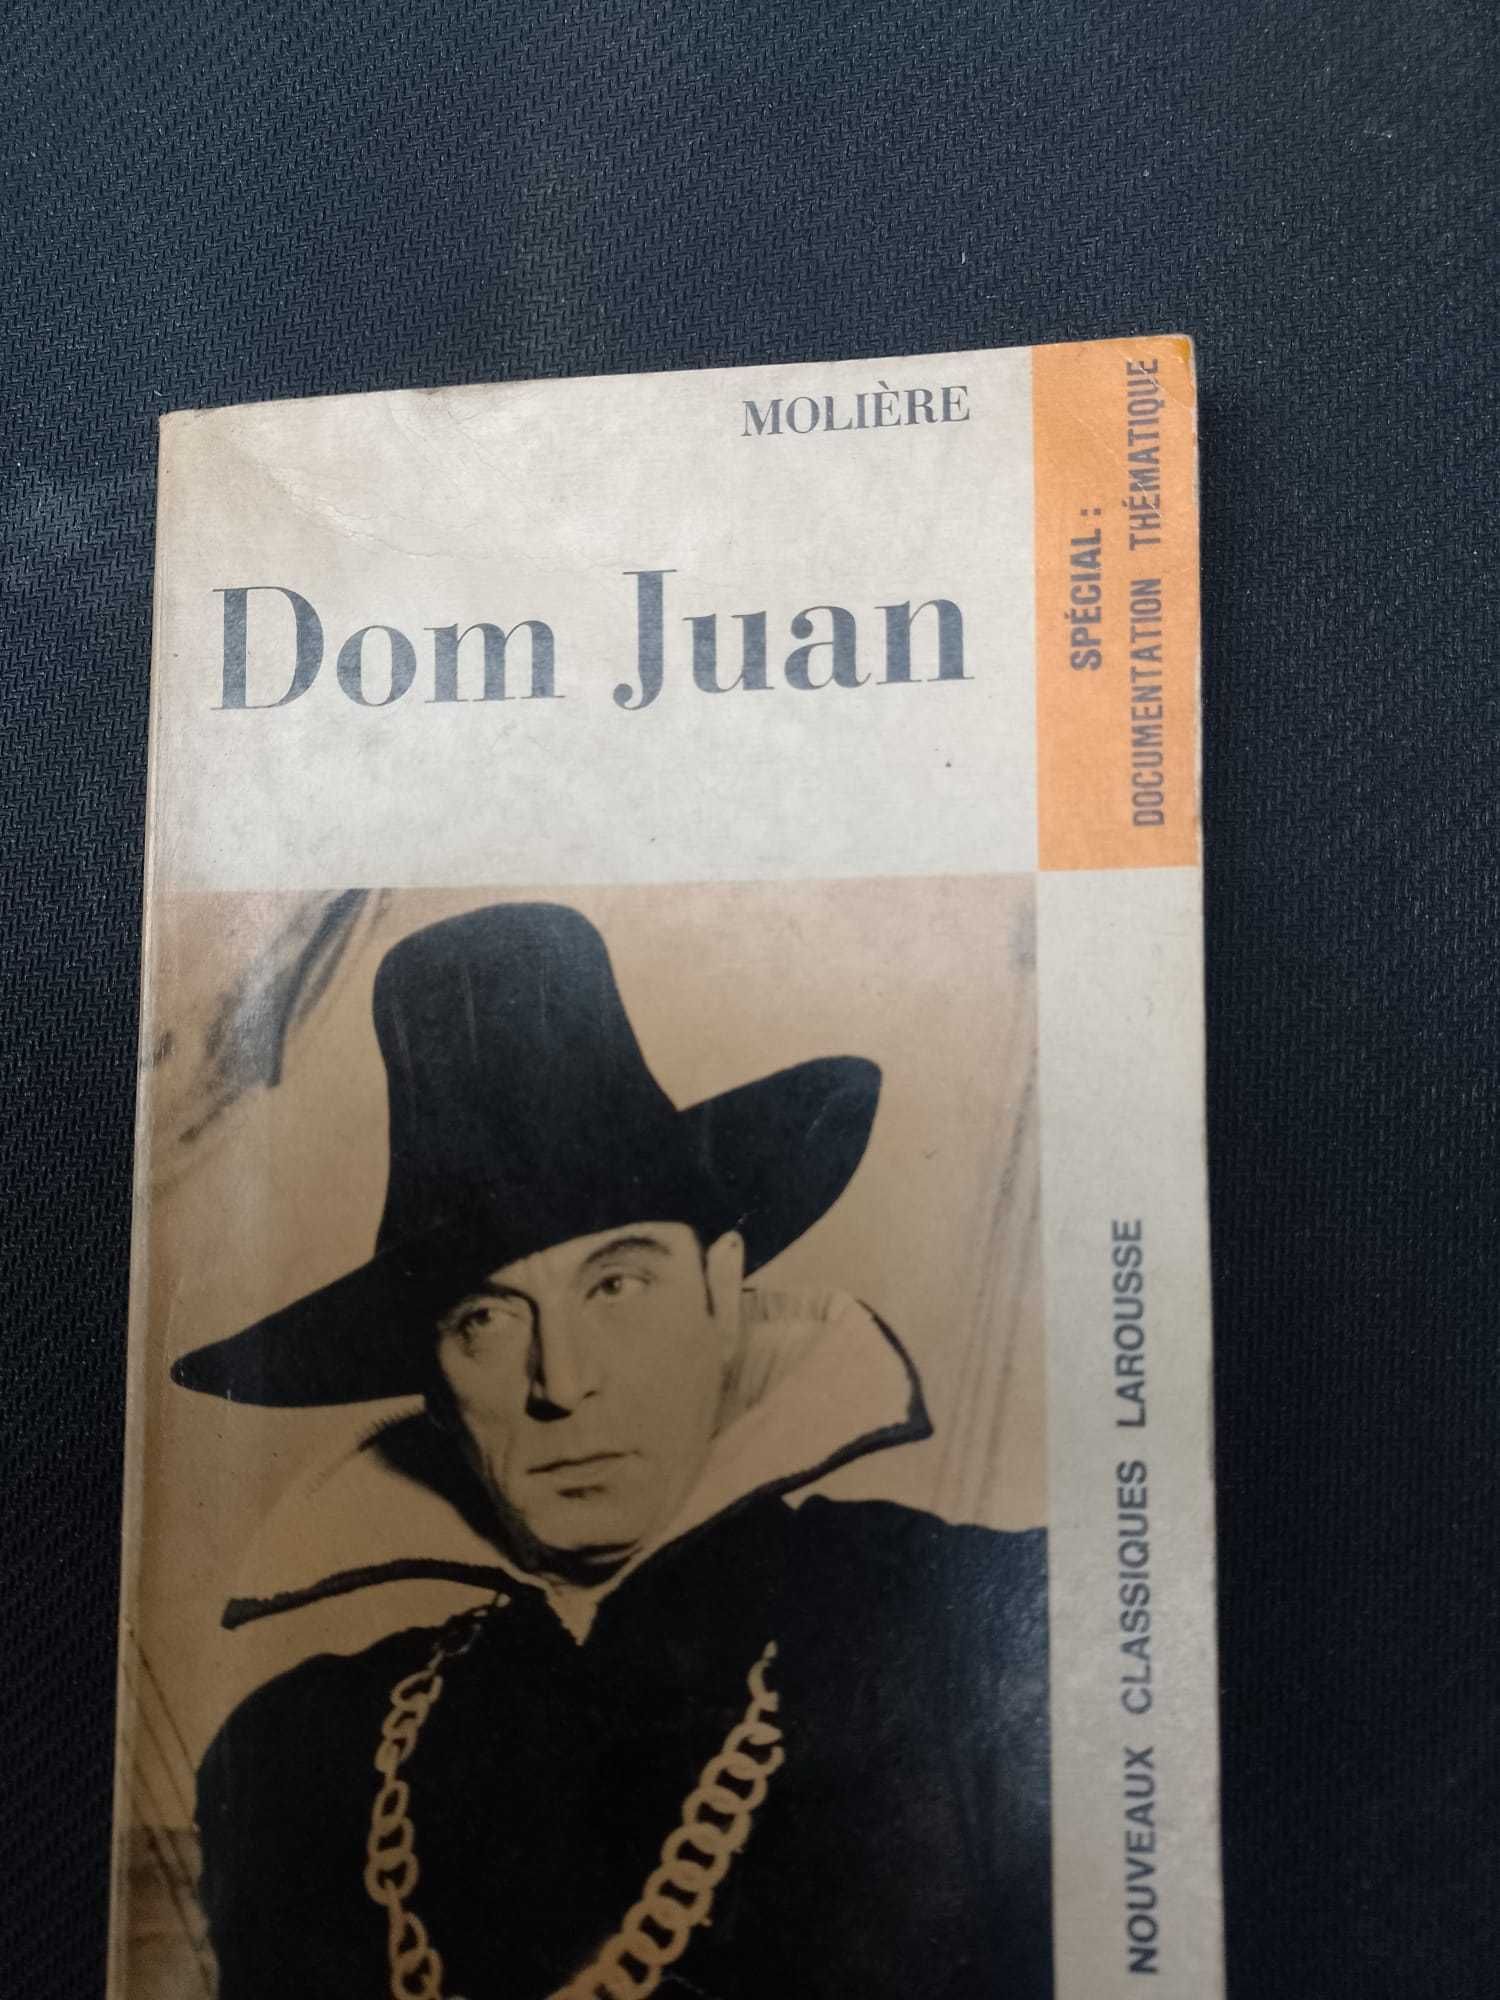 MOLIÈRE
Dom Juan
SPÉCIAL :
DOCUMENTATION THÉMATIQUE
NOUVEAUX CLASSIQUES LAROUSSE